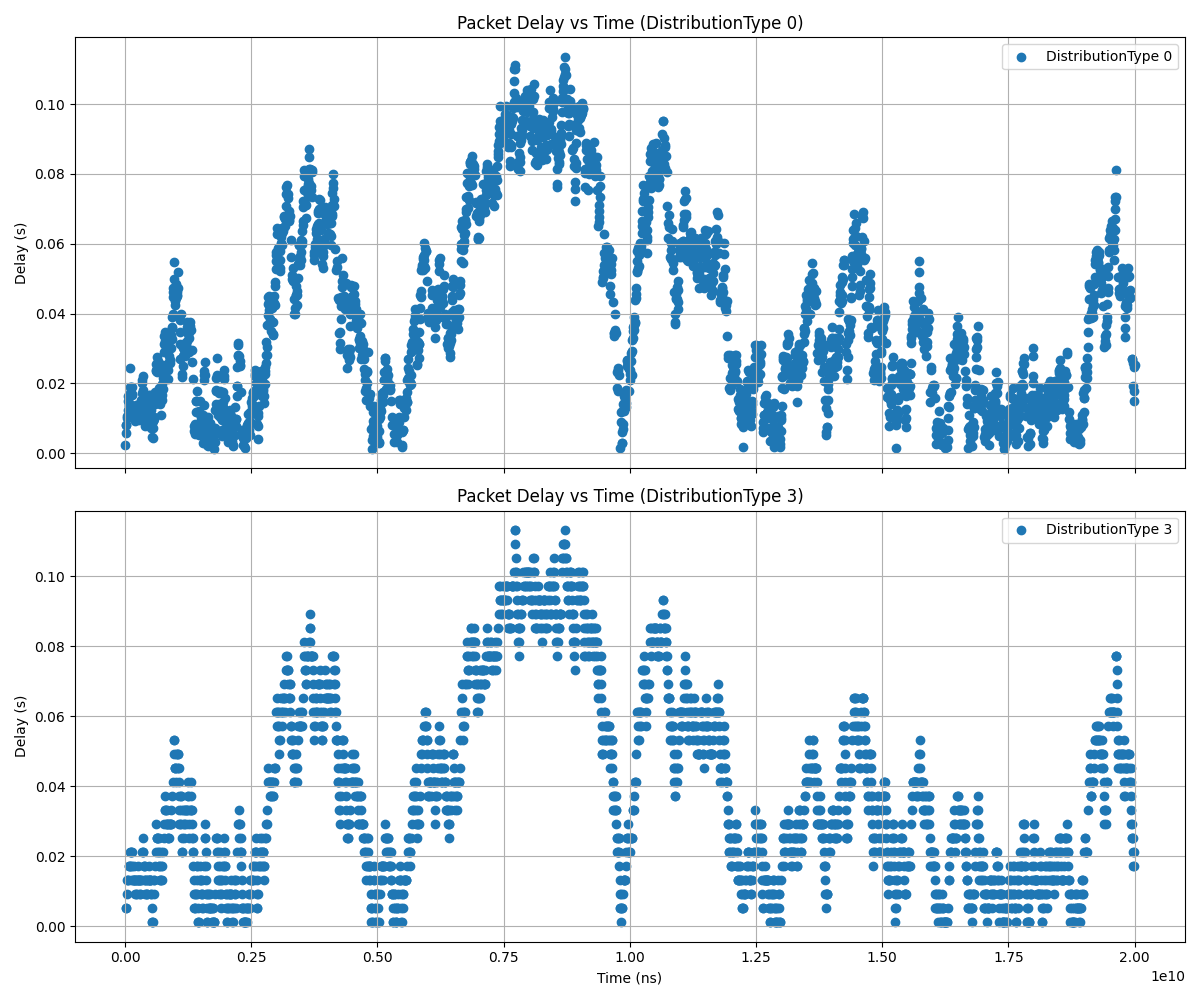 Packet Delay vs Time (DistributionType 0)
DistributionType 0
Delay (s)
0.10
0.08
0.06
0.04
0.02
0.00
Packet Delay vs Time (DistributionType 3)
DistributionType 3
Delay (s)
0.10
0.08
0.06
0.04
0.02
0.00
0.00 0.25 0.50 0.75 1.00 1.25 1.50 1.75 2.00
Time (ns)
1e10